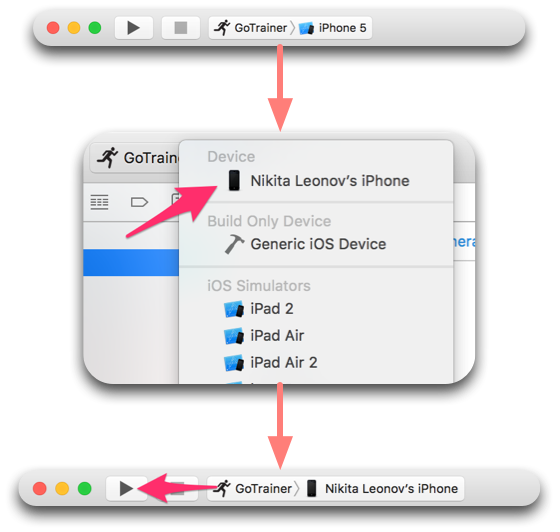 GoTrainer
iPhone 5
GoTrain
Device
Nikita Leonov's iPhone
Build Only Device
Generic iOS Device
iOS Simulators
iPad 2
iPad Air
iPad Air 2
GoTrainer
Nikita Leonov's iPhone